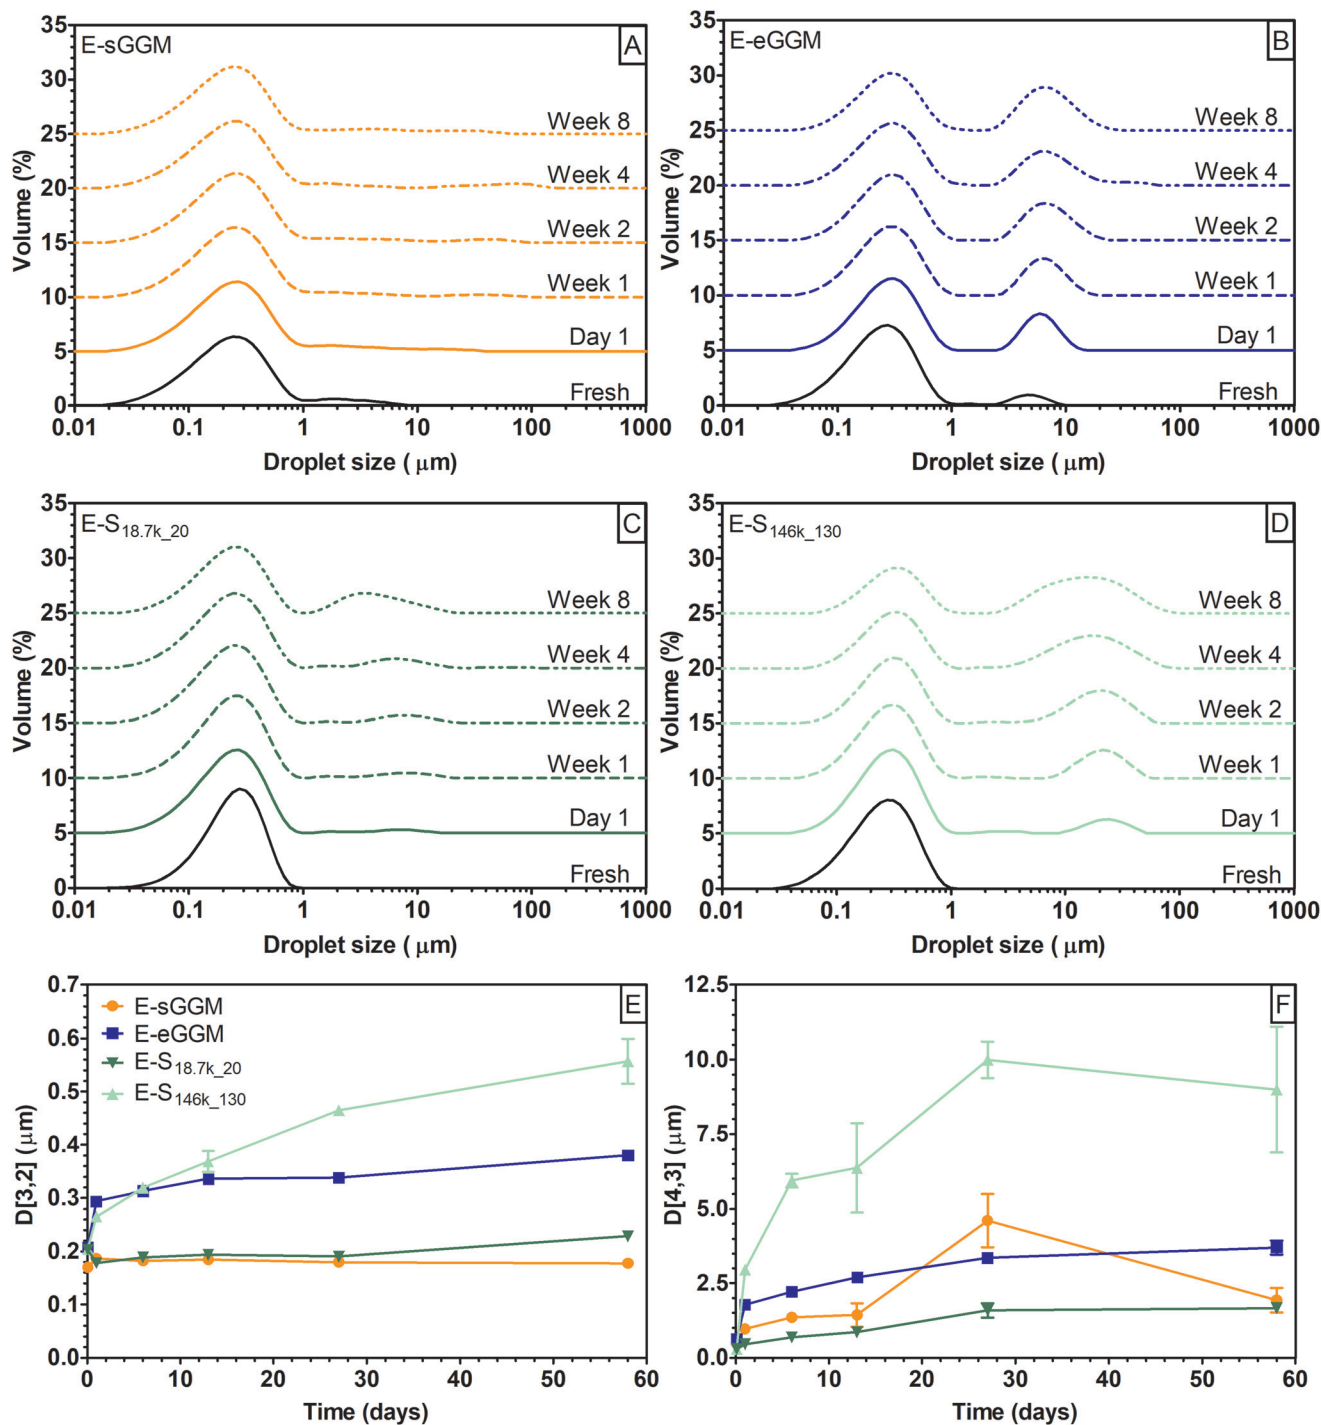 E-sGGM
A
35
30
25
20
15
10
5
0
Volume (%)
Week 8
Week 4
Week 2
Week 1
Day 1
Fresh
0.01 0.1 1 10 100 1000
Droplet size ( μm)
E-eGGM
B
35
30
25
20
15
10
5
0
Volume (%)
Week 8
Week 4
Week 2
Week 1
Day 1
Fresh
0.01 0.1 1 10 100 1000
Droplet size ( μm)
E-S18.7k_20
C
35
30
25
20
15
10
5
0
Volume (%)
Week 8
Week 4
Week 2
Week 1
Day 1
Fresh
0.01 0.1 1 10 100 1000
Droplet size ( μm)
E-S146k_130
D
35
30
25
20
15
10
5
0
Volume (%)
Week 8
Week 4
Week 2
Week 1
Day 1
Fresh
0.01 0.1 1 10 100 1000
Droplet size ( μm)
E
0.7
0.6
0.5
0.4
0.3
0.2
0.1
0.0
D[3,2] (μm)
E-sGGM
E-eGGM
E-S18.7k_20
E-S146k_130
0 10 20 30 40 50 60
Time (days)
F
12.5
10.0
7.5
5.0
2.5
0.0
D[4,3] (μm)
0 10 20 30 40 50 60
Time (days)